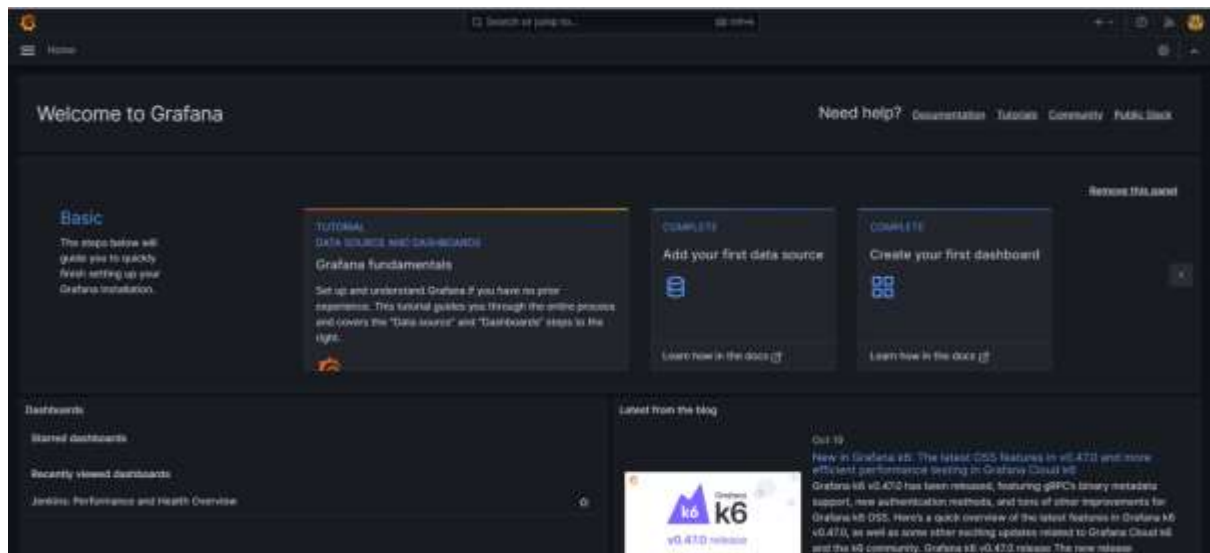 Search or jump to...
Home
Welcome to Grafana
Need help? Documentation Tutorials Community Public Slack
Remove this panel
Basic
The steps below will
guide you to quickly
finish setting up your
Grafana installation.
TUTORIAL
DATA SOURCE AND DASHBOARDS
Grafana fundamentals
Set up and understand Grafana if you have no prior
experience. This tutorial guides you through the entire process
and covers the "Data source" and "Dashboards" steps to the
right.
COMPLETE
Add your first data source
Learn how in the docs
COMPLETE
Create your first dashboard
Learn how in the docs
Dashboards
Starred dashboards
Recently viewed dashboards
Jenkins: Performance and Health Overview
Latest from the blog
Grafana
k6
k6
v0.47.0 release
Oct 19
New in Grafana k6: The latest OSS features in v0.47.0 and more
efficient performance testing in Grafana Cloud k6
Grafana k6 v0.47.0 has been released, featuring gRPC's binary metadata
support, new authentication methods, and tons of other improvements for
Grafana k6 OSS. Here's a quick overview of the latest features in Grafana k6
v0.47.0, as well as some other exciting updates related to Grafana Cloud k6
and the k6 community. Grafana k6 v0.47.0 release The new release